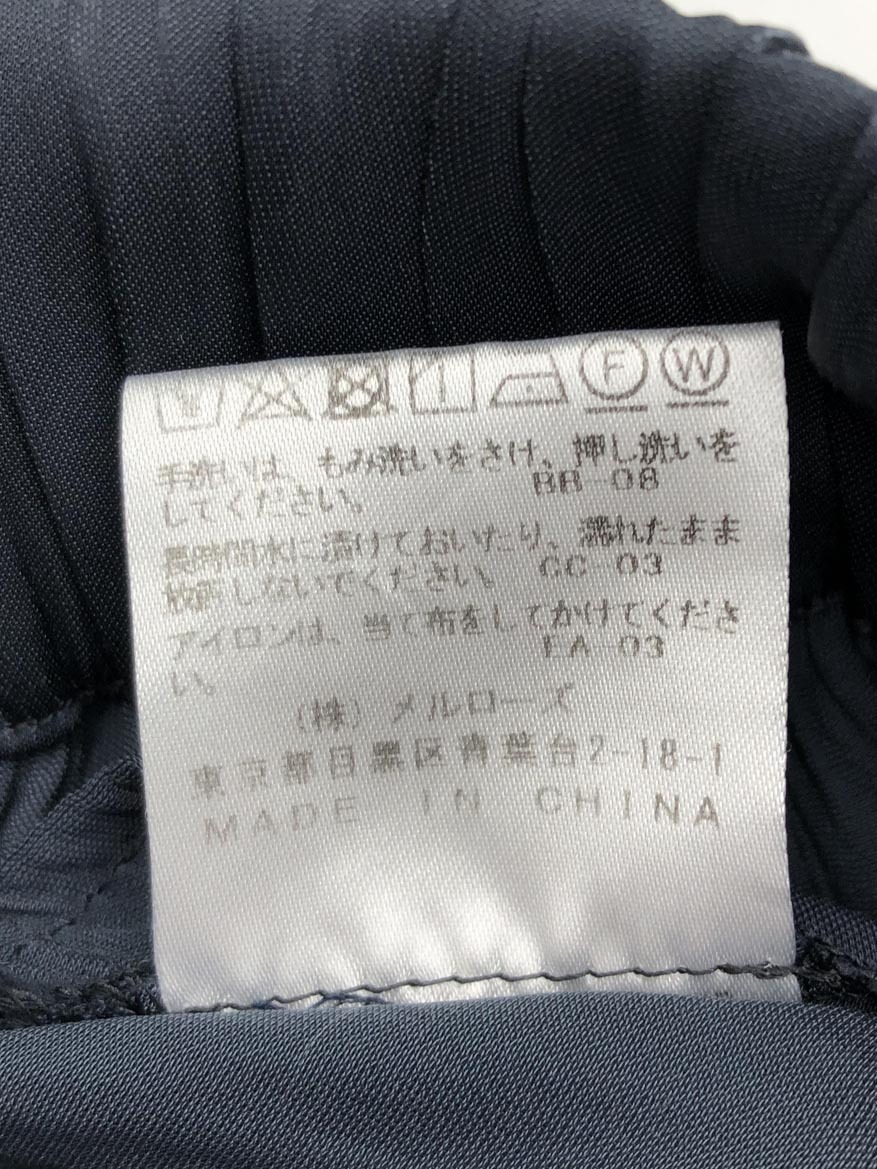 F W
手洗いは、もみ洗いをさけ、押し洗いを
してください。 BB-08
長時間水に漬けておいたり、濡れたまま
放置しないでください。 CC-03
アイロンは、当て布をしてかけてくださ
い。 EA-03
(株)メルローズ
東京都目黒区青葉台2-18-1
MADE IN CHINA